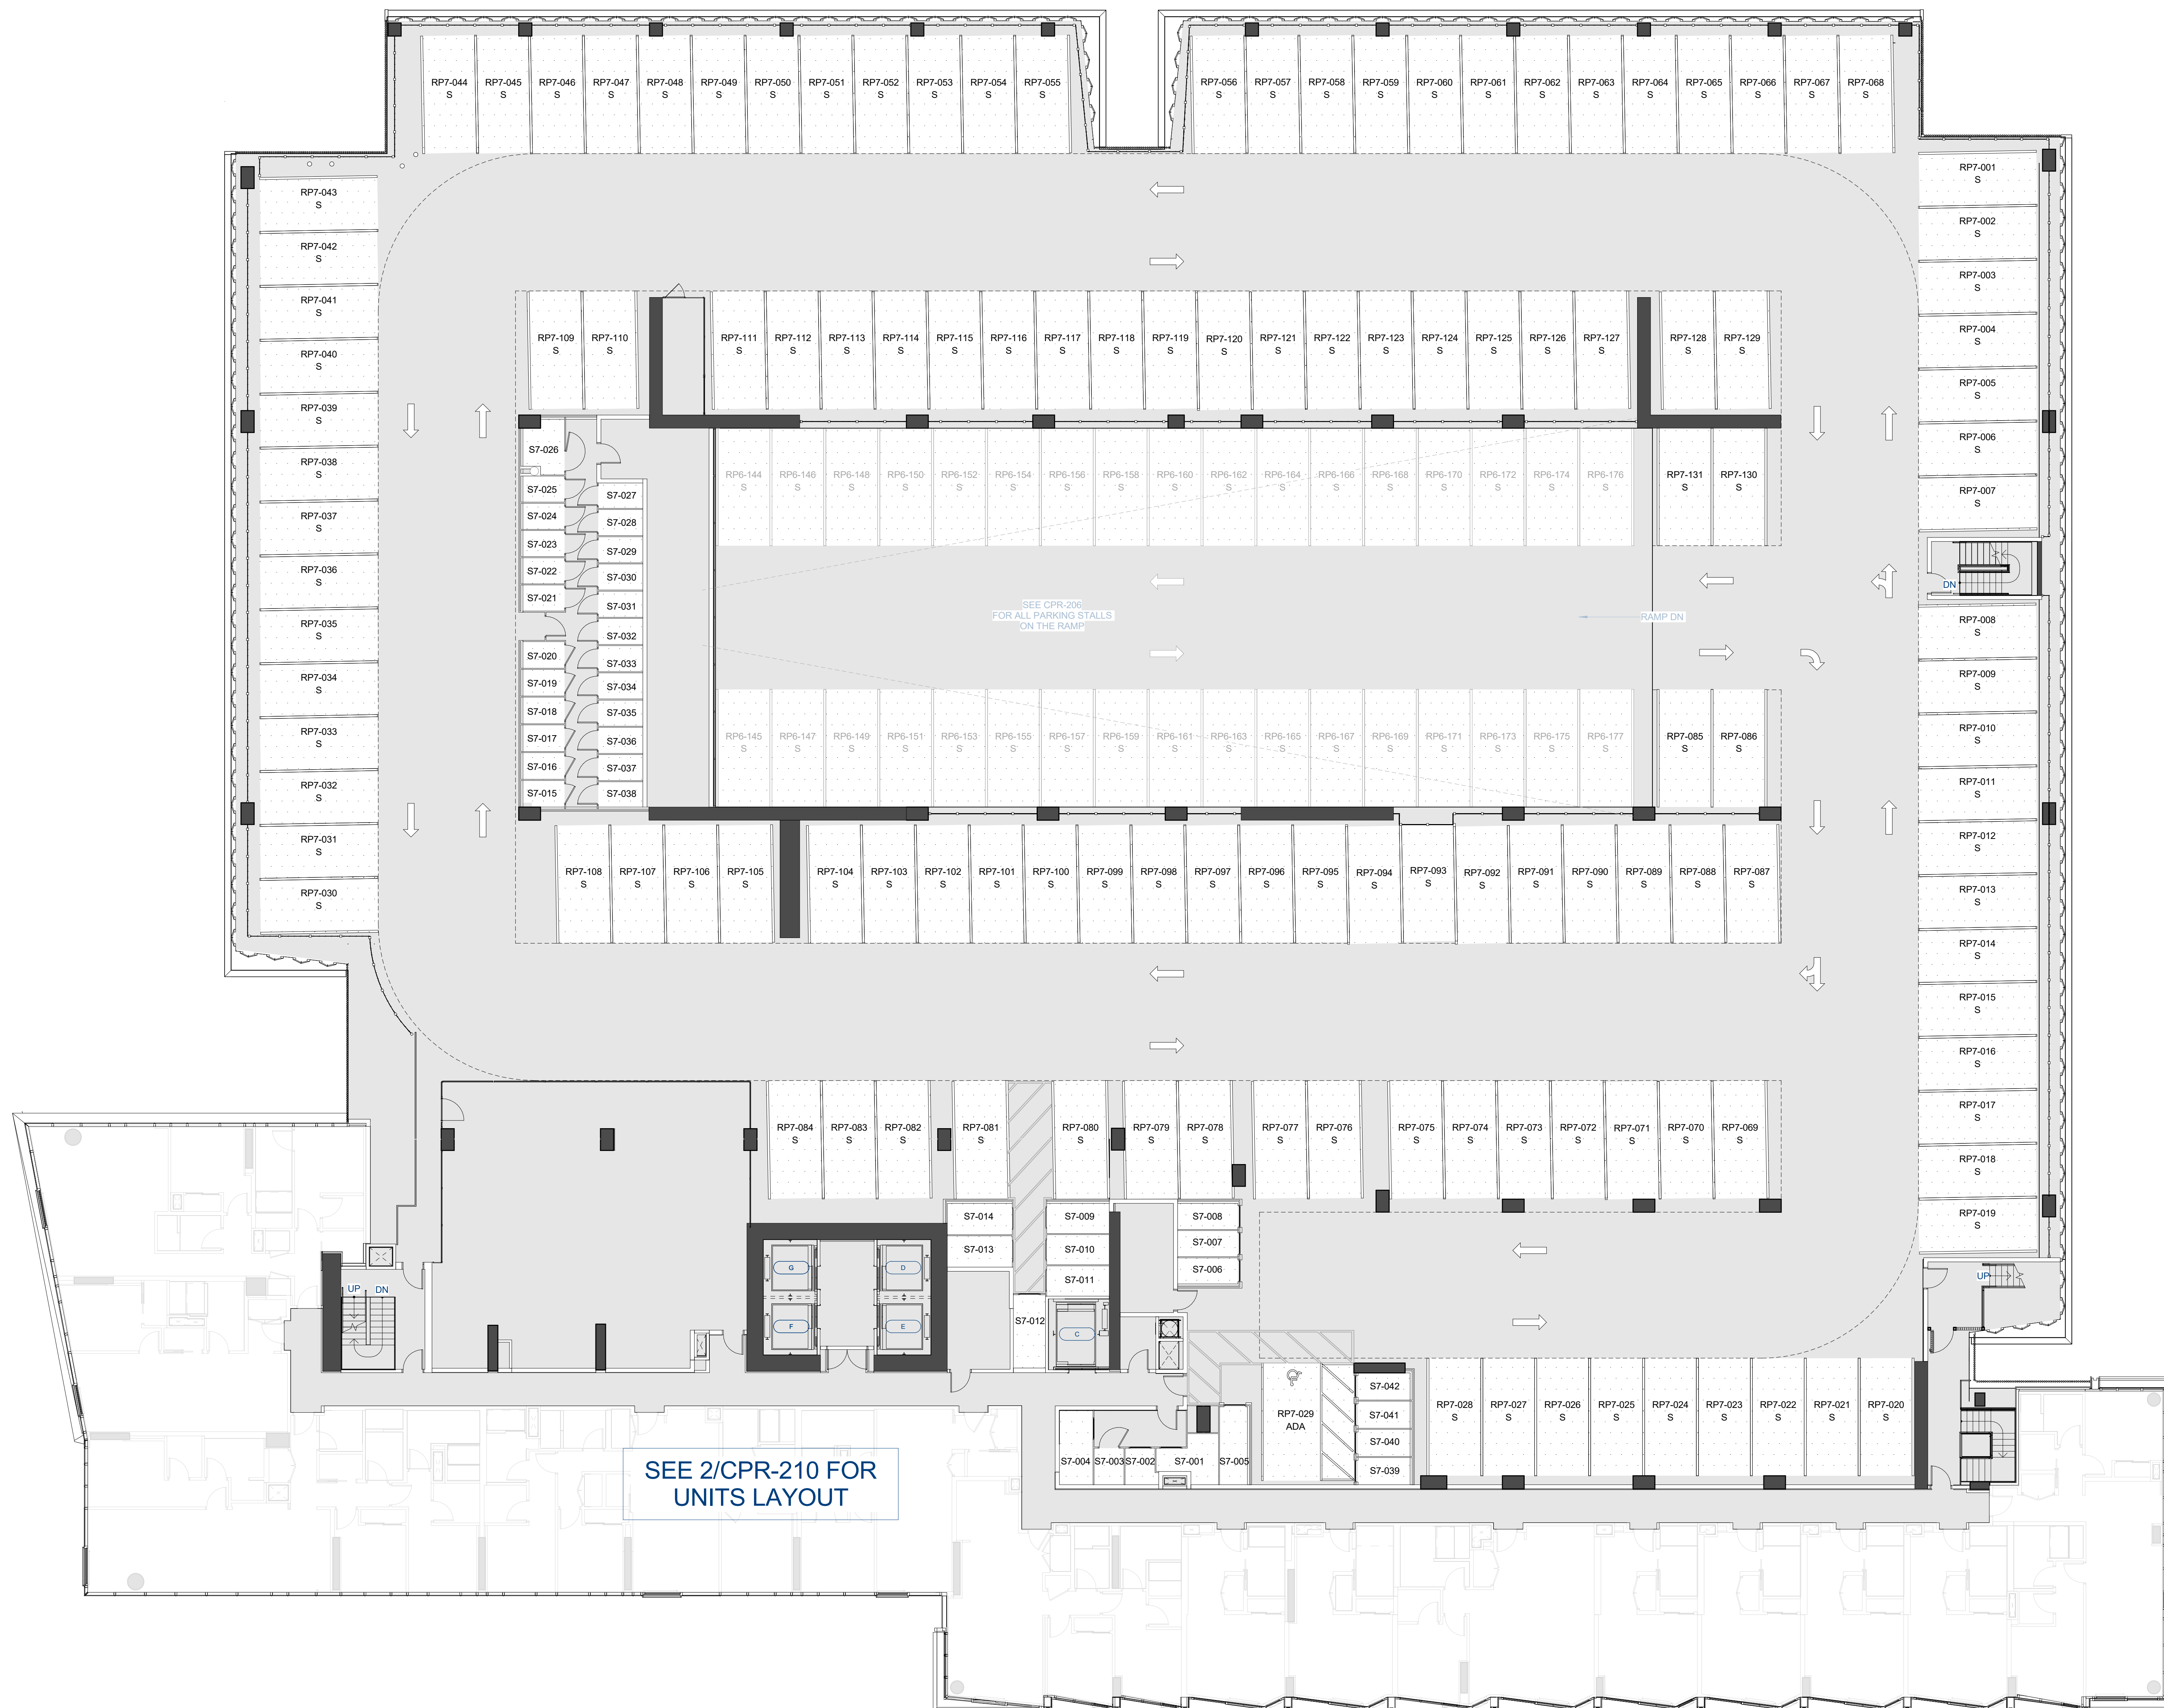 RP7-044 RP7-045 RP7-046 RP7-047 RP7-048 RP7-049 RP7-050 RP7-051 RP7-052 RP7-053 RP7-054 RP7-055 RP7-056 RP7-057 RP7-058 RP7-059 RP7-060 RP7-061 RP7-062 RP7-063 RP7-064 RP7-065 RP7-066 RP7-067 RP7-068
S S S S S S S S S S S S S S S S S S S S S S S S S
RP7-043
S
RP7-042
S
RP7-041
S
RP7-040
S
RP7-039
S
RP7-038
S
RP7-037
S
RP7-036
S
RP7-035
S
RP7-034
S
RP7-033
S
RP7-032
S
RP7-031
S
RP7-030
S
RP7-001
S
RP7-002
S
RP7-003
S
RP7-004
S
RP7-005
S
RP7-006
S
RP7-007
S
DN
RP7-008
S
RP7-009
S
RP7-010
S
RP7-011
S
RP7-012
S
RP7-013
S
RP7-014
S
RP7-015
S
RP7-016
S
RP7-017
S
RP7-018
S
RP7-019
S
RP7-109 RP7-110 RP7-111 RP7-112 RP7-113 RP7-114 RP7-115 RP7-116 RP7-117 RP7-118 RP7-119 RP7-120 RP7-121 RP7-122 RP7-123 RP7-124 RP7-125 RP7-126 RP7-127 RP7-128 RP7-129
S S S S S S S S S S S S S S S S S S S S S
S7-026
S7-025
S7-024
S7-023
S7-022
S7-021
S7-020
S7-019
S7-018
S7-017
S7-016
S7-015
S7-027
S7-028
S7-029
S7-030
S7-031
S7-032
S7-033
S7-034
S7-035
S7-036
S7-037
S7-038
RP6-144 RP6-146 RP6-148 RP6-150 RP6-152 RP6-154 RP6-156 RP6-158 RP6-160 RP6-162 RP6-164 RP6-166 RP6-168 RP6-170 RP6-172 RP6-174 RP6-176 RP7-131 RP7-130
S S S S S S S S S S S S S S S S S S S
SEE CPR-206
FOR ALL PARKING STALLS
ON THE RAMP
RAMP DN
RP6-145 RP6-147 RP6-149 RP6-151 RP6-153 RP6-155 RP6-157 RP6-159 RP6-161 RP6-163 RP6-165 RP6-167 RP6-169 RP6-171 RP6-173 RP6-175 RP6-177 RP7-085 RP7-086
S S S S S S S S S S S S S S S S S S S
RP7-108 RP7-107 RP7-106 RP7-105 RP7-104 RP7-103 RP7-102 RP7-101 RP7-100 RP7-099 RP7-098 RP7-097 RP7-096 RP7-095 RP7-094 RP7-093 RP7-092 RP7-091 RP7-090 RP7-089 RP7-088 RP7-087
S S S S S S S S S S S S S S S S S S S S S S
RP7-084 RP7-083 RP7-082 RP7-081 RP7-080 RP7-079 RP7-078 RP7-077 RP7-076 RP7-075 RP7-074 RP7-073 RP7-072 RP7-071 RP7-070 RP7-069
S S S S S S S S S S S S S S S S
S7-014
S7-013
S7-009
S7-010
S7-011
S7-012
S7-008
S7-007
S7-006
G
D
F
E
C
UP DN
UP
RP7-029
ADA
S7-042
S7-041
S7-040
S7-039
RP7-028 RP7-027 RP7-026 RP7-025 RP7-024 RP7-023 RP7-022 RP7-021 RP7-020
S S S S S S S S S
S7-004 S7-003 S7-002 S7-001 S7-005
SEE 2/CPR-210 FOR
UNITS LAYOUT